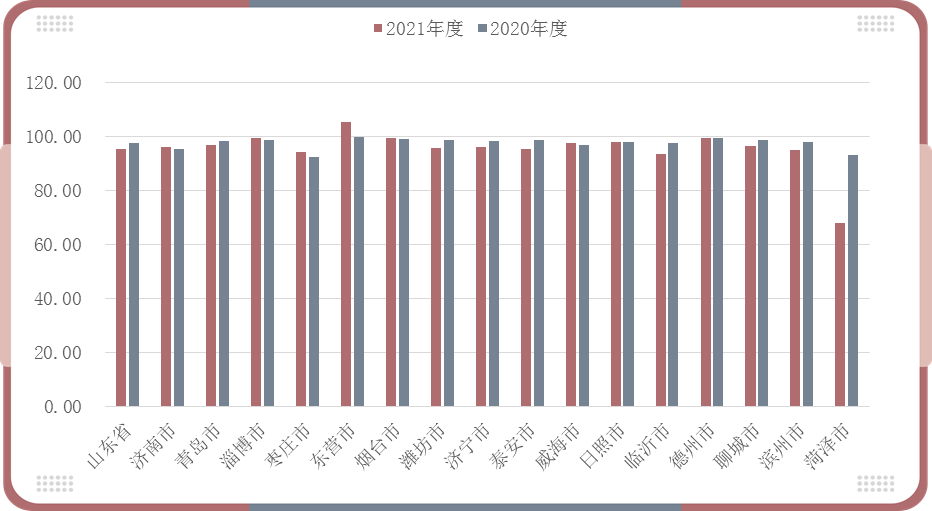 2021年度 2020年度
120.00
100.00
80.00
60.00
40.00
20.00
0.00
山东省
济南市
青岛市
淄博市
枣庄市
东营市
烟台市
潍坊市
济宁市
泰安市
威海市
日照市
临沂市
德州市
聊城市
滨州市
菏泽市